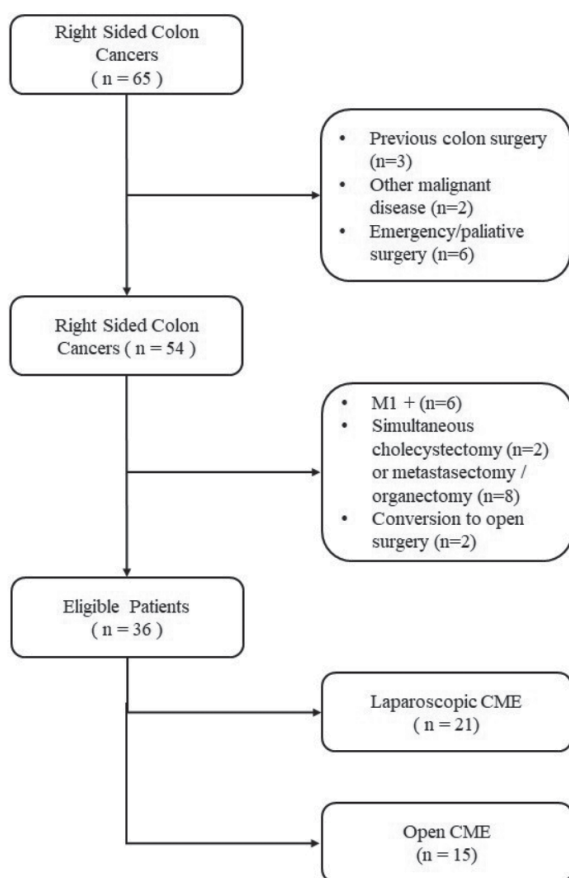 Right Sided Colon
Cancers
( n = 65)
• Previous colon surgery
(n=3)
• Other malignant
disease (n=2)
• Emergency/paliative
surgery (n=6)
Right Sided Colon
Cancers ( n = 54 )
• M1 + (n=6)
• Simultaneous
cholecystectomy (n=2)
or metastasectomy /
organectomy (n=8)
• Conversion to open
surgery (n=2)
Eligible Patients
( n = 36 )
Laparoscopic CME
( n = 21)
Open CME
(n = 15)